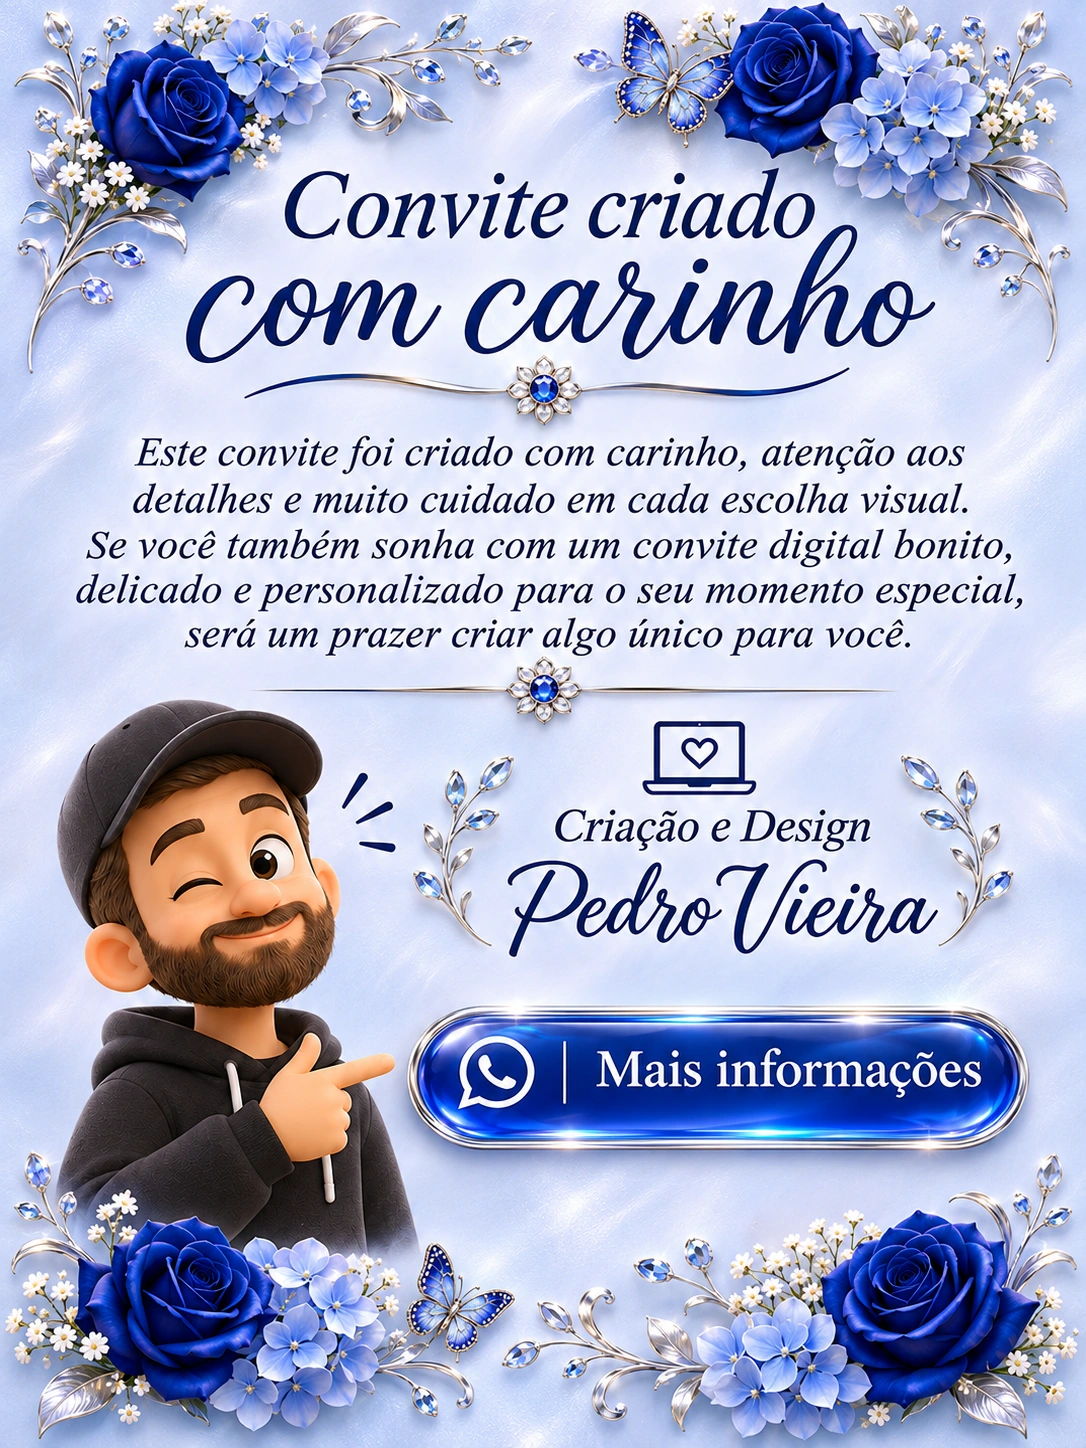 Convite criado
com carinho
Este convite foi criado com carinho, atenção aos
detalhes e muito cuidado em cada escolha visual.
Se você também sonha com um convite digital bonito,
delicado e personalizado para o seu momento especial,
será um prazer criar algo único para você.
Criação e Design
Pedro Vieira
Mais informações